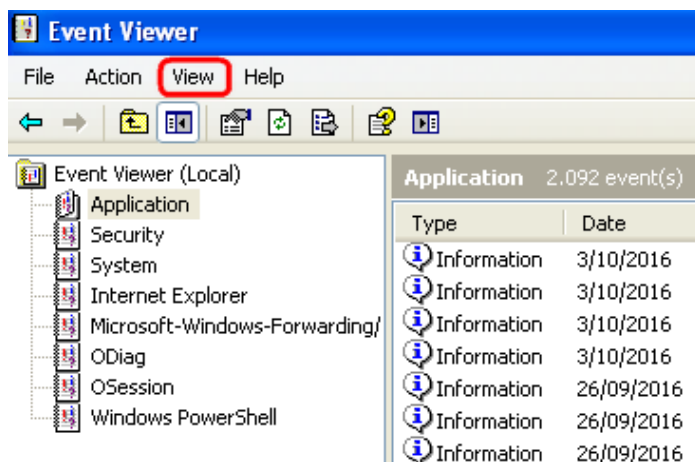 Event Viewer
File Action View Help
Event Viewer (Local)
Application
Security
System
Internet Explorer
Microsoft-Windows-Forwarding/
ODiag
OSession
Windows PowerShell
Application 2.092 event(s)
Type Date
Information 3/10/2016
Information 3/10/2016
Information 3/10/2016
Information 3/10/2016
Information 26/09/2016
Information 26/09/2016
Information 26/09/2016